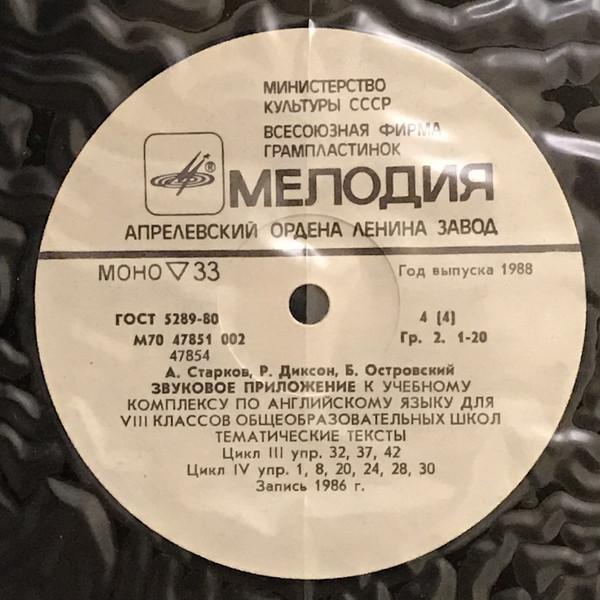 МИНИСТЕРСТВО
КУЛЬТУРЫ СССР
ВСЕСОЮЗНАЯ ФИРМА
ГРАМПЛАСТИНОК
®
МЕЛОДИЯ
АПРЕЛЕВСКИЙ ОРДЕНА ЛЕНИНА ЗАВОД
МОНО ▽ 33
Год выпуска 1988
ГОСТ 5289-80
4 (4)
М70 47851 002
Гр. 2. 1-20
47854
А. Старков, Р. Диксон, Б. Островский
ЗВУКОВОЕ ПРИЛОЖЕНИЕ К УЧЕБНОМУ
КОМПЛЕКСУ ПО АНГЛИЙСКОМУ ЯЗЫКУ ДЛЯ
VIII КЛАССОВ ОБЩЕОБРАЗОВАТЕЛЬНЫХ ШКОЛ
ТЕМАТИЧЕСКИЕ ТЕКСТЫ
Цикл III упр. 32, 37, 42
Цикл IV упр. 1, 8, 20, 24, 28, 30
Запись 1986 г.